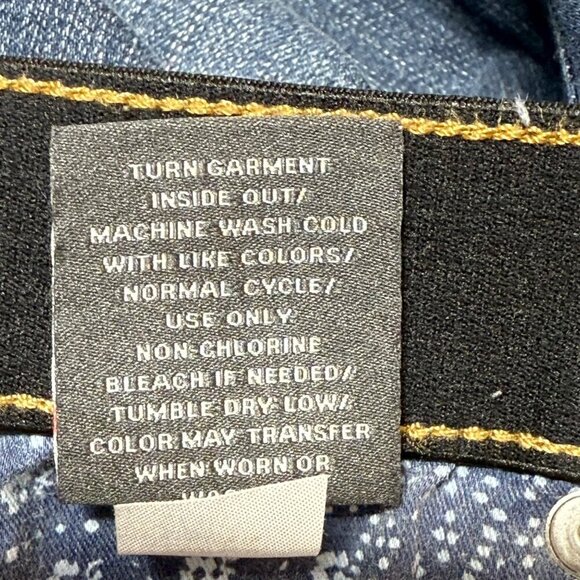 TURN GARMENT
INSIDE OUT/
MACHINE WASH COLD
WITH LIKE COLORS/
NORMAL CYCLE/
USE ONLY
NON-CHLORINE
BLEACH IF NEEDED/
TUMBLE DRY LOW/
COLOR MAY TRANSFER
WHEN WORN OR